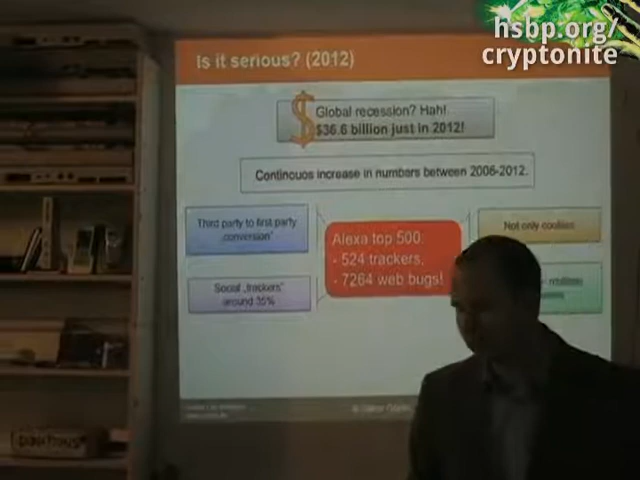 hsbp.org/
cryptonite
Is it serious? (2012)
$
Global recession? Hah!
$36.6 billion just in 2012!
Continuous increase in numbers between 2006-2012.
Third party to first party
„conversion"
Alexa top 500:
- 524 trackers,
- 7264 web bugs!
Not only cookies
Social „trackers"
around 35%
bauhaus